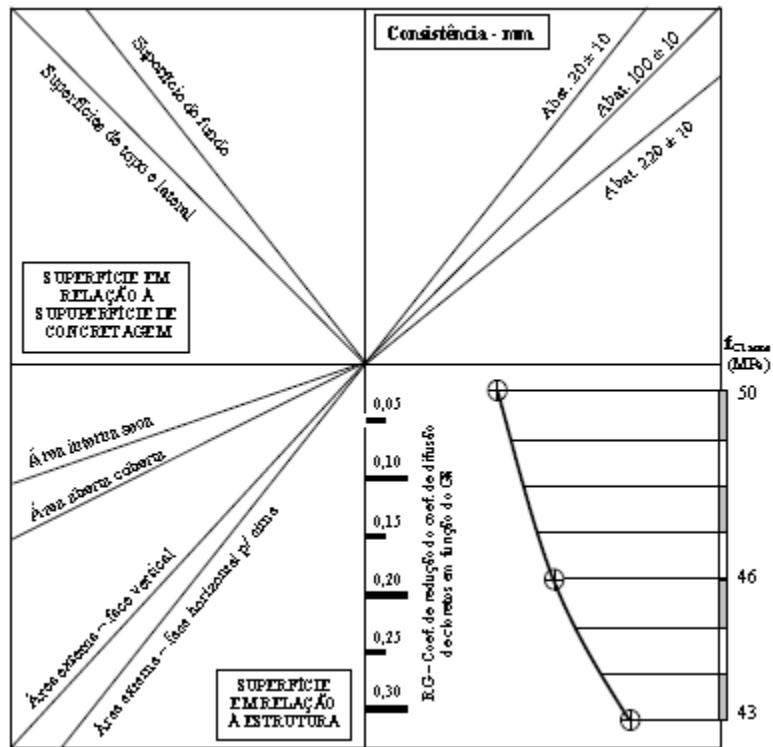 Consistência - mm
Superfície do fundo
Superfícies de topo e lateral
Abat. 20 ± 10
Abat. 100 ± 10
Abat. 220 ± 10
SUPERFÍCIE EM
RELAÇÃO A
SUPUPERFÍCIE DE
CONCRETAGEM
(MPa)
50
46
43
Área interna seca
Área aberta coberta
Área externa – face vertical
Área externa – face horizontal p/ cima
0,05
0,10
0,15
0,20
0,25
0,30
RG – Coef. de redução do coef. de difusão
de cloretos em função do GS
SUPERFÍCIE
EM RELAÇÃO
À ESTRUTURA